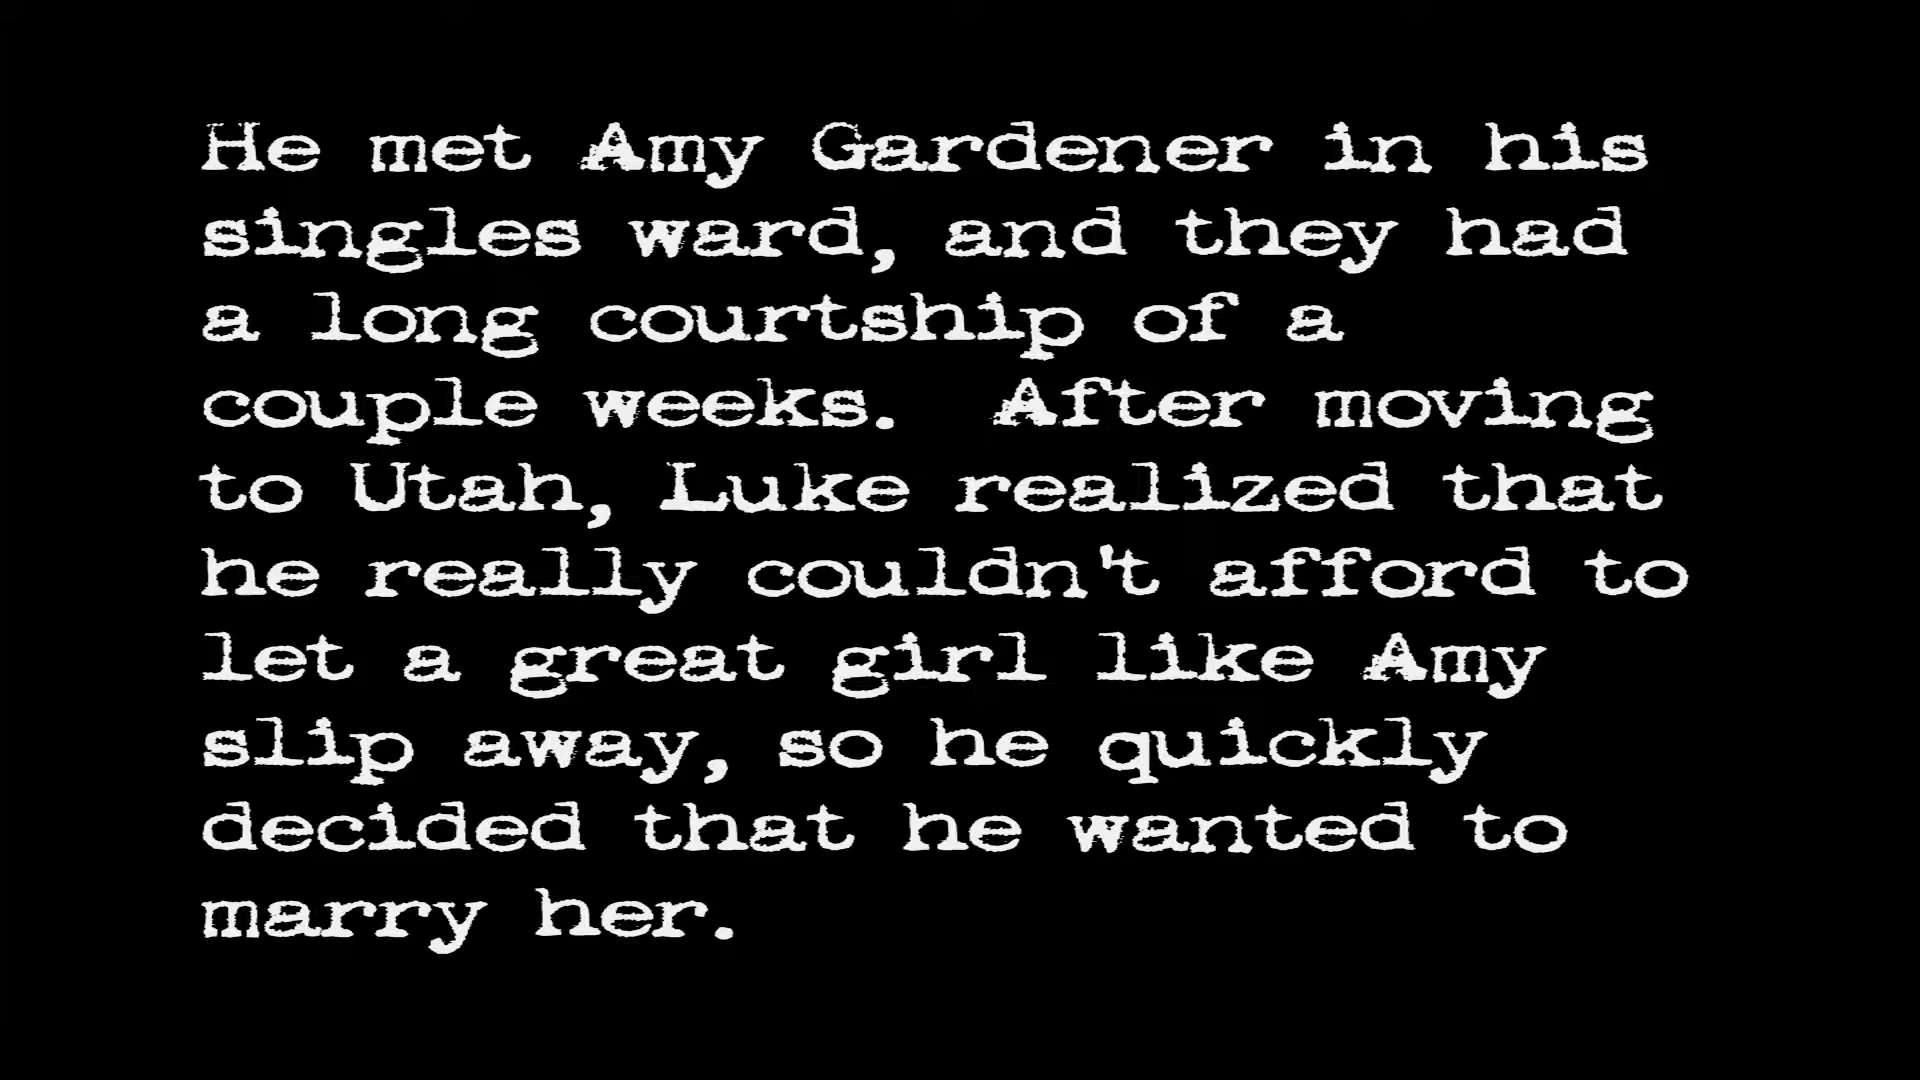 He met Amy Gardener in his
singles ward, and they had
a long courtship of a
couple weeks.  After moving
to Utah, Luke realized that
he really couldn't afford to
let a great girl like Amy
slip away, so he quickly
decided that he wanted to
marry her.